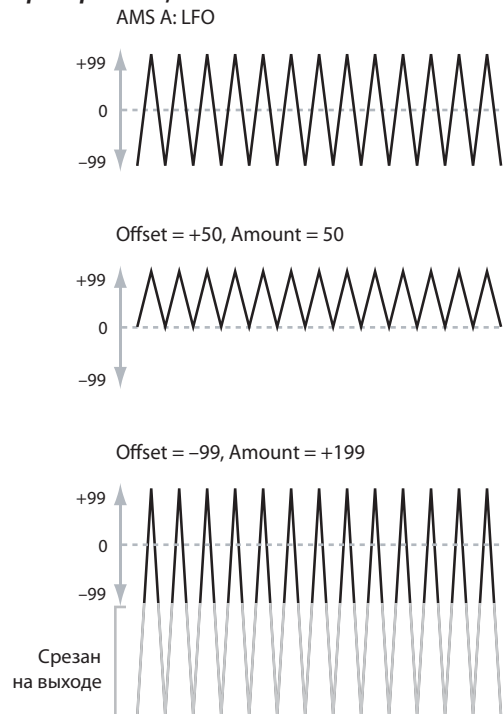 AMS A: LFO
+99
0
–99
Offset = +50, Amount = 50
+99
0
–99
Offset = –99, Amount = +199
+99
0
–99
Срезан
на выходе